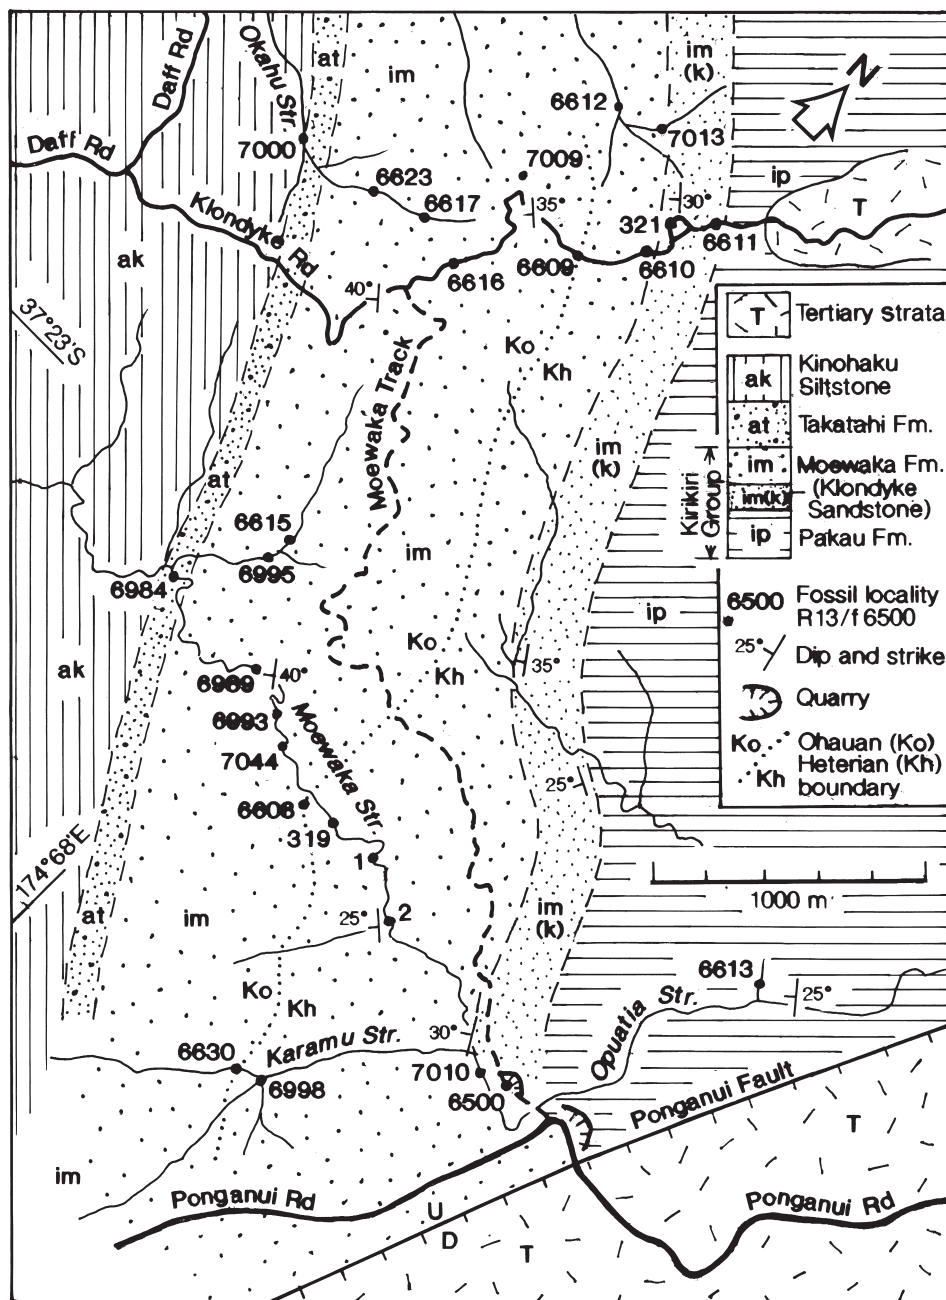 Daff Rd
Okahu Str.
at
im
im
(k)
N
6612
7013
Daff Rd
7000
7009
6623
ip
Klondyke Rd
6617
35°
30°
T
321
6611
ak
6609
6610
6616
40°
37°23'S
Ko
Kh
Moewaka Track
im
(k)
at
6615
im
6995
6984
ip
Ko
Kh
35°
ak
6969
40°
6993
Moewaka Str.
7044
25°
6608
319
1
174°68'E
2
25°
at
im
im
(k)
Ko
Kh
6613
25°
Opuatia Str.
30°
6630
Karamu Str.
7010
6998
6500
Ponganui Fault
T
im
Ponganui Rd
U
D
T
Ponganui Rd
T Tertiary strata
ak Kinohaku
Siltstone
at Takatahi Fm.
im Moewaka Fm.
im(k) (Klondyke
Sandstone)
ip Pakau Fm.
Kirikiri
Group
6500 Fossil locality
R13/f6500
25° Dip and strike
Quarry
Ko Ohauan (Ko)
Kh Heterian (Kh)
boundary
1000 m